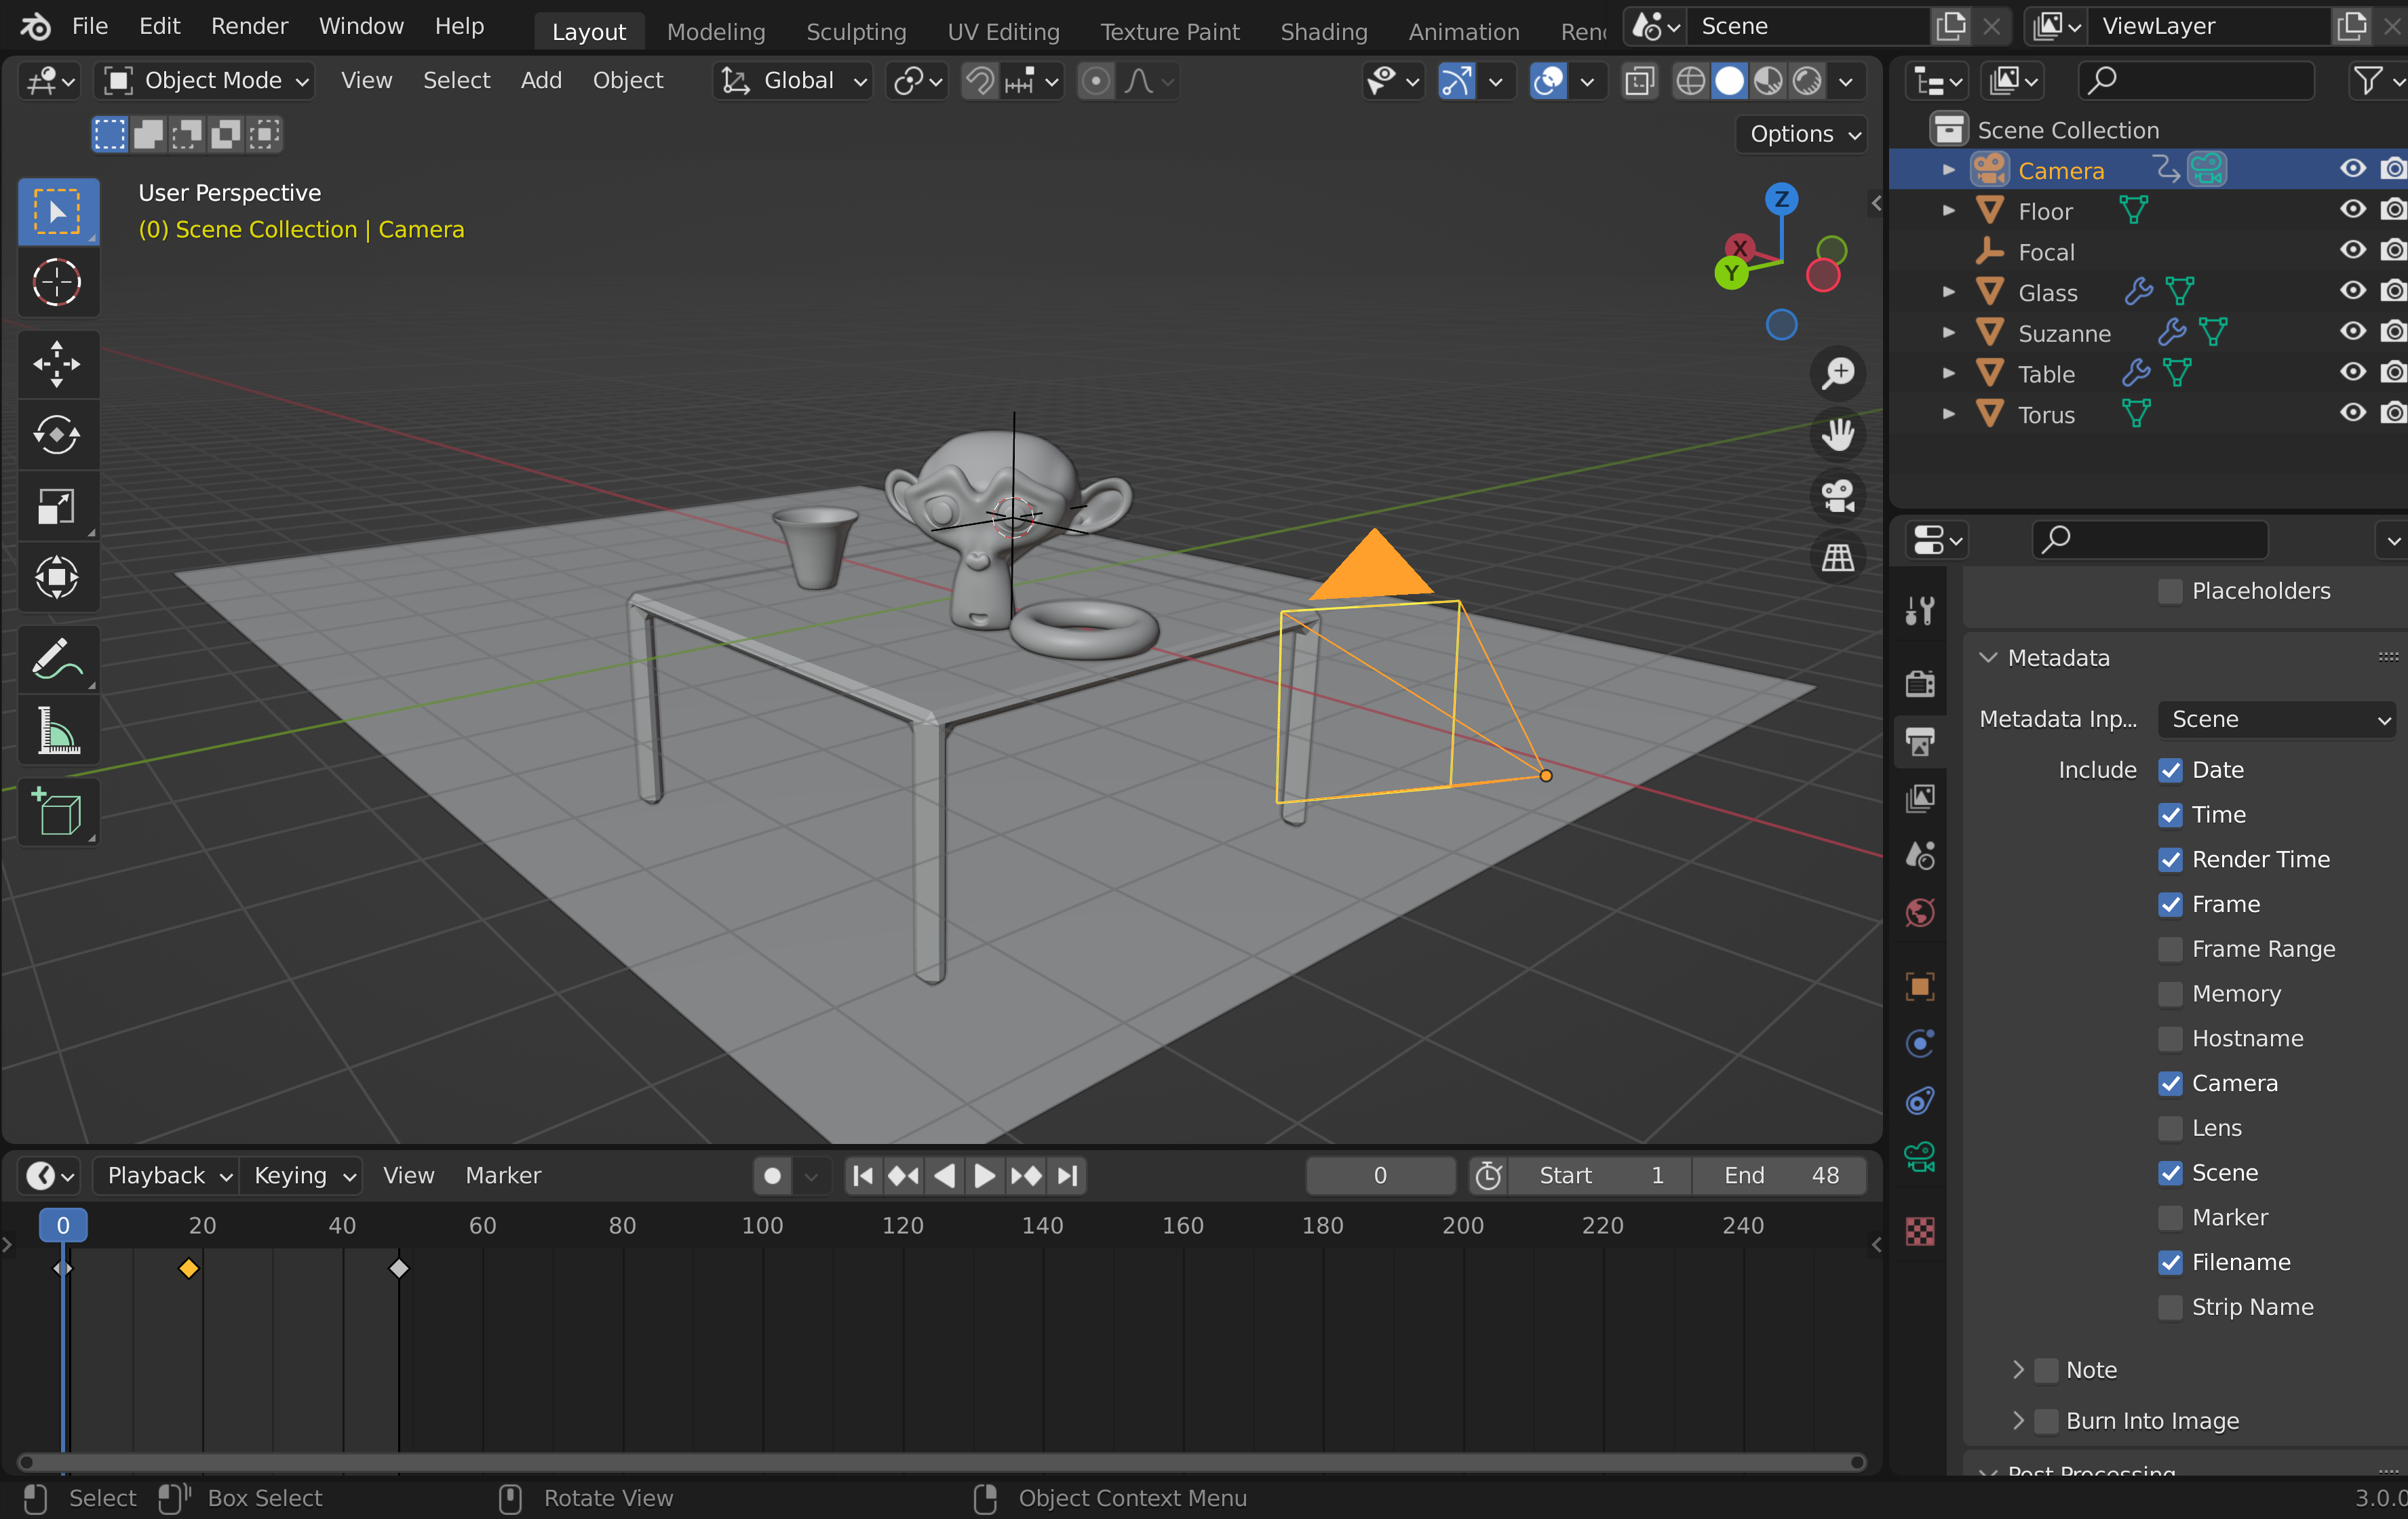 File Edit Render Window Help Layout Modeling Sculpting UV Editing Texture Paint Shading Animation Ren Scene ViewLayer
Object Mode View Select Add Object Global
Options
User Perspective
(0) Scene Collection | Camera
Z
X
Y
Scene Collection
Camera
Floor
Focal
Glass
Suzanne
Table
Torus
Placeholders
Metadata
Metadata Inp... Scene
Include Date
Time
Render Time
Frame
Frame Range
Memory
Hostname
Camera
Lens
Scene
Marker
Filename
Strip Name
Note
Burn Into Image
Post Processing
Playback Keying View Marker 0 Start 1 End 48
0 20 40 60 80 100 120 140 160 180 200 220 240
Select Box Select Rotate View Object Context Menu 3.0.0